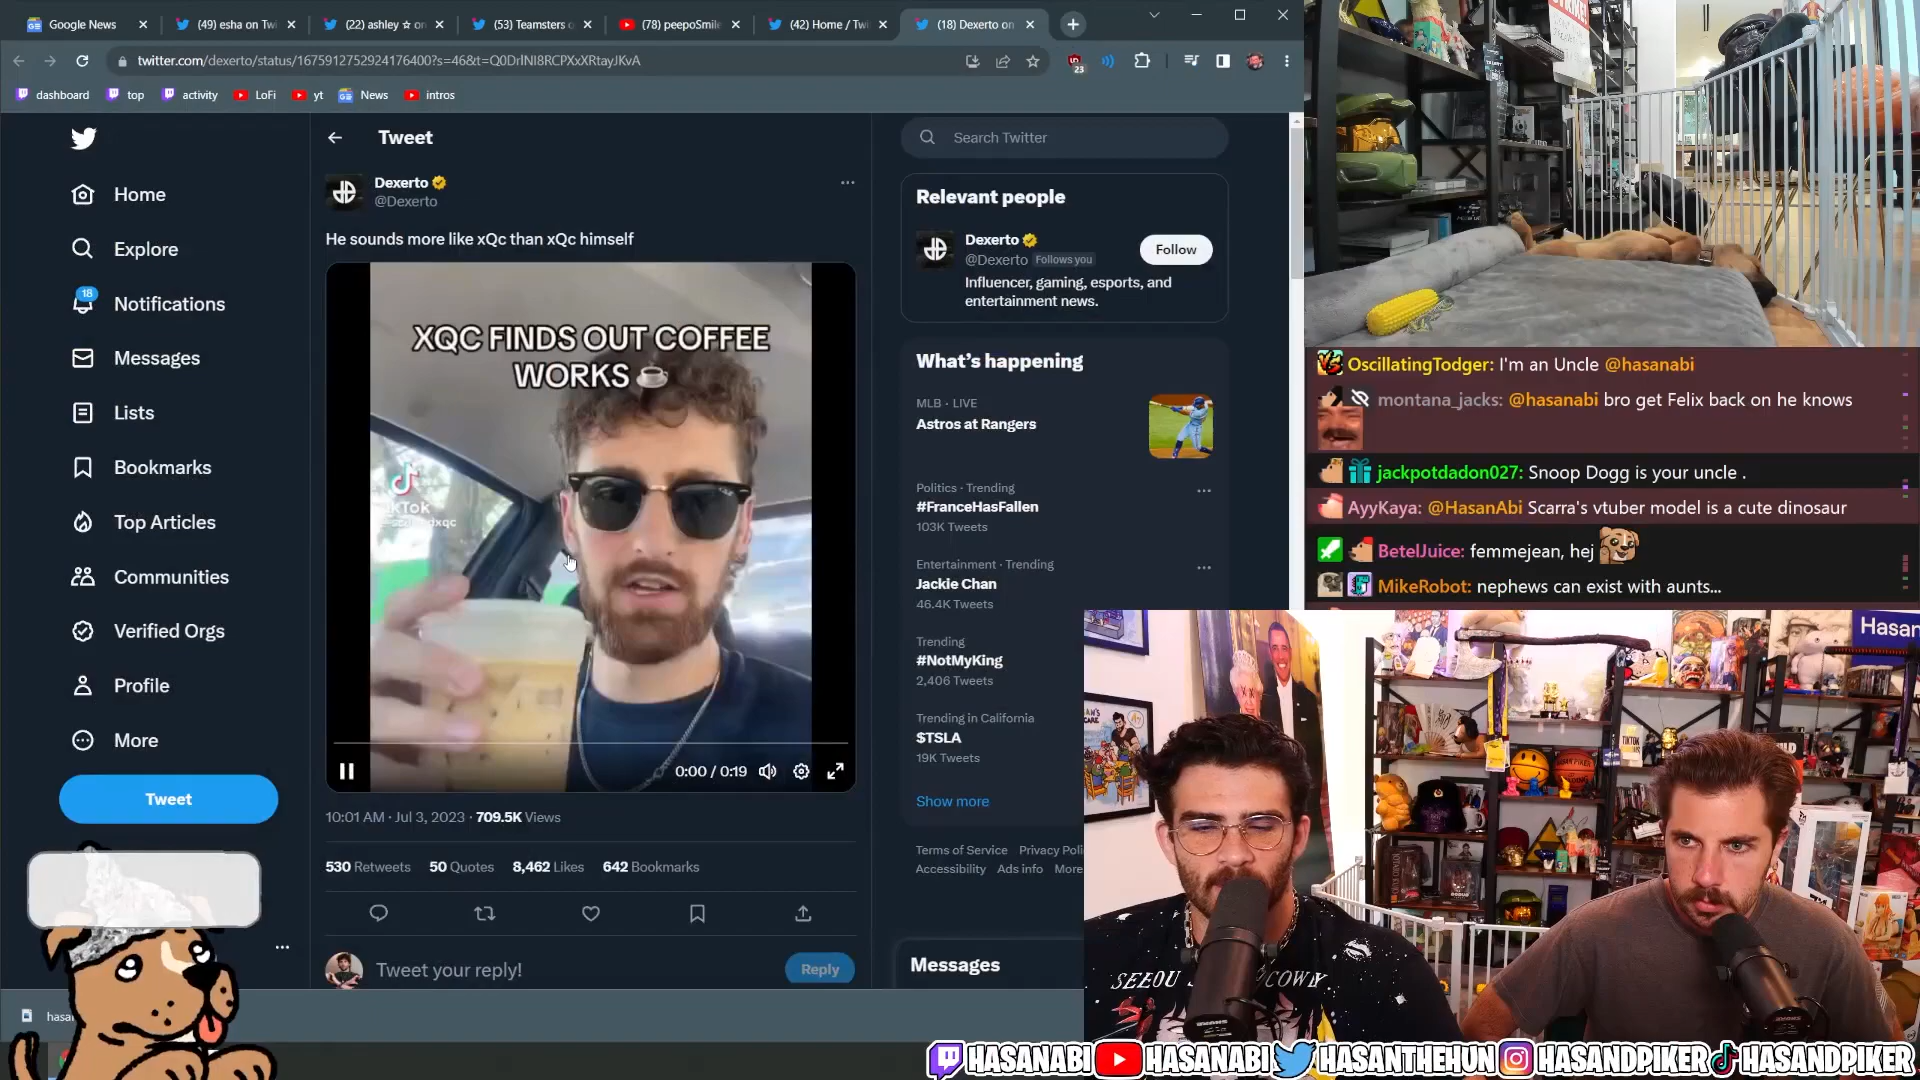 Google News
(49) esha on Twi
(22) ashley ☆ on
(53) Teamsters o
(78) peepoSmile
(42) Home / Twi
(18) Dexerto on
twitter.com/dexerto/status/1675912752924176400?s=46&t=Q0DrlNI8RCPXxXRtayJKvA
23
dashboard
top
activity
LoFi
yt
News
intros
Home
Explore
18
Notifications
Messages
Lists
Bookmarks
Top Articles
Communities
Verified Orgs
Profile
More
Tweet
Tweet
Dexerto
@Dexerto
He sounds more like xQc than xQc himself
XQC FINDS OUT COFFEE
WORKS ☕
0:00 / 0:19
10:01 AM · Jul 3, 2023 · 709.5K Views
530 Retweets 50 Quotes 8,462 Likes 642 Bookmarks
Tweet your reply!
Reply
Search Twitter
Relevant people
Dexerto
@Dexerto Follows you
Follow
Influencer, gaming, esports, and
entertainment news.
What's happening
MLB · LIVE
Astros at Rangers
Politics · Trending
#FranceHasFallen
103K Tweets
Entertainment · Trending
Jackie Chan
46.4K Tweets
Trending
#NotMyKing
2,406 Tweets
Trending in California
$TSLA
19K Tweets
Show more
Terms of Service Privacy Poli
Accessibility Ads info More
Messages
OscillatingTodger: I'm an Uncle @hasanabi
montana_jacks: @hasanabi bro get Felix back on he knows
jackpotdadon027: Snoop Dogg is your uncle .
AyyKaya: @HasanAbi Scarra's vtuber model is a cute dinosaur
BetelJuice: femmejean, hej
MikeRobot: nephews can exist with aunts...
Hasan
HASANABI HASANABI HASANTHEHUN HASANDPIKER HASANDPIKER